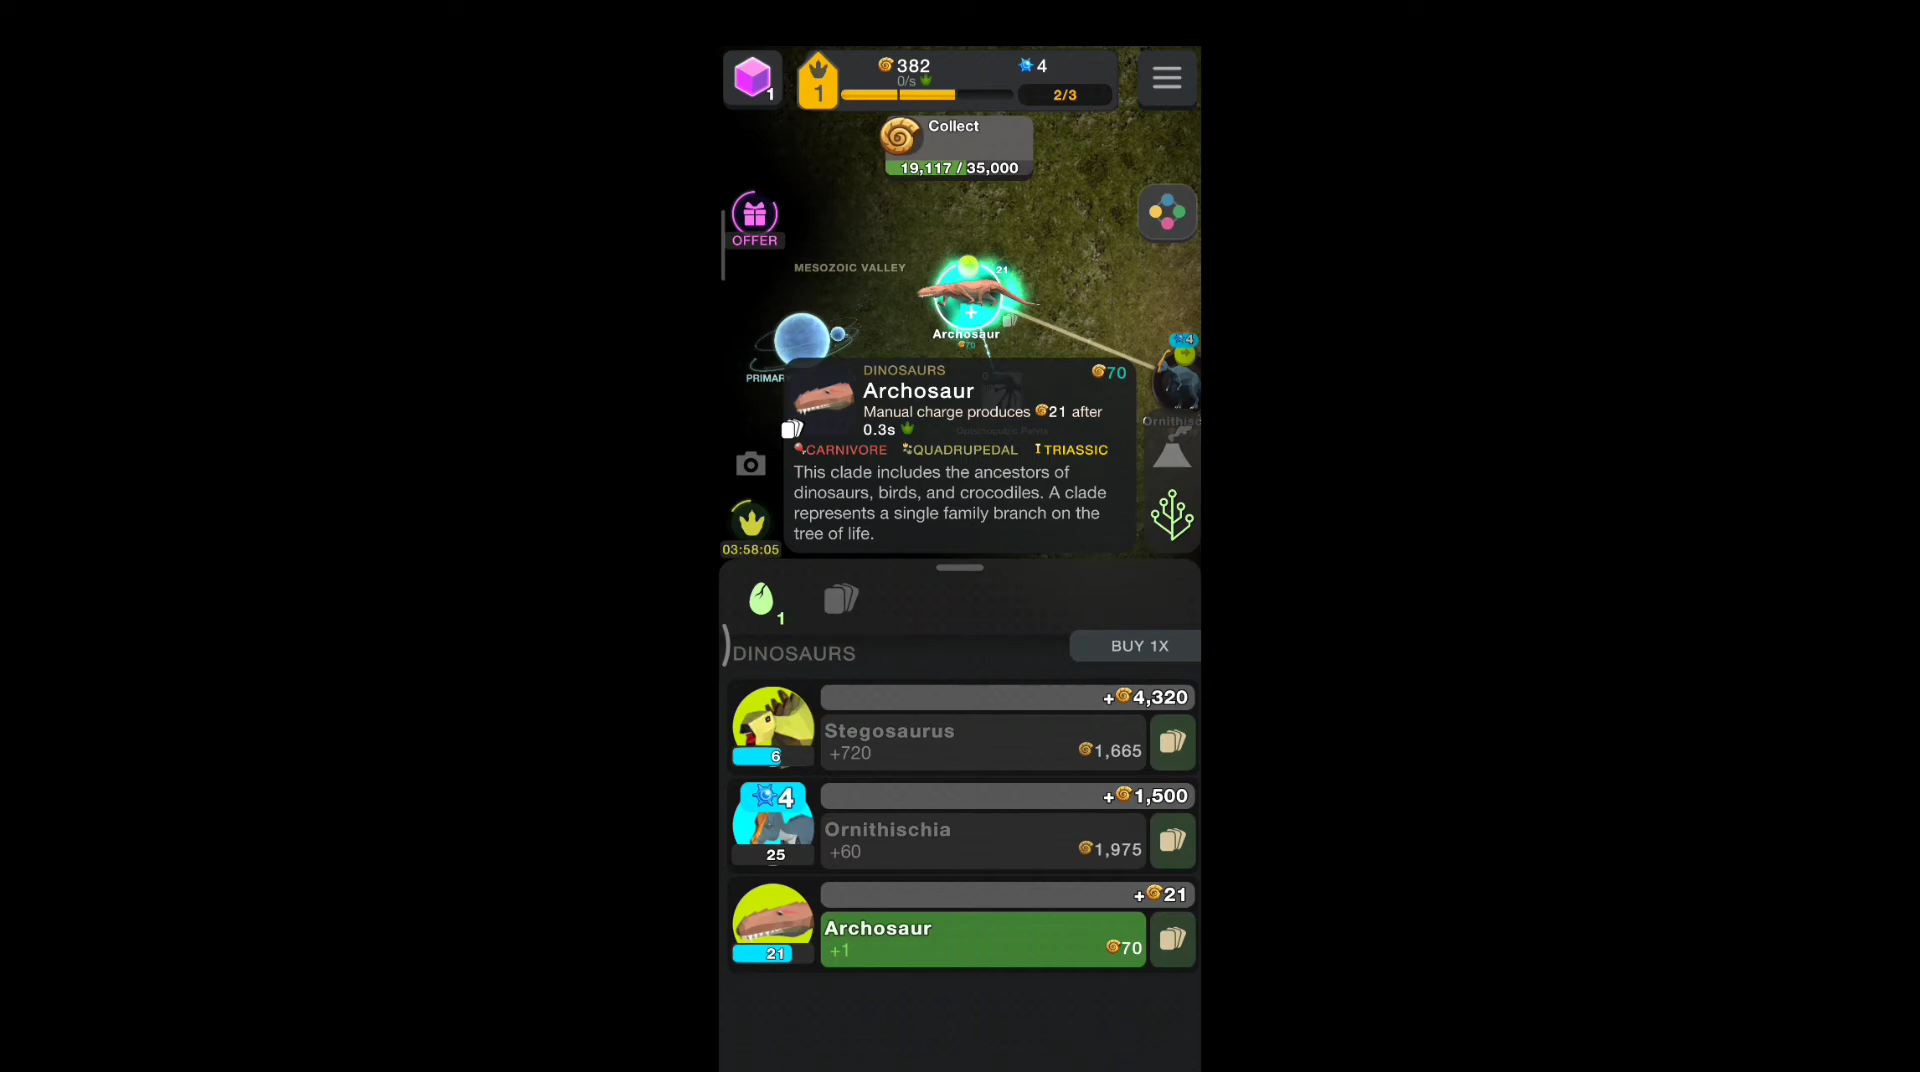 382
4
0/s
1
1
2/3
Collect
19,117 / 35,000
OFFER
MESOZOIC VALLEY
21
Archosaur
70
4
PRIMAR
DINOSAURS
70
Archosaur
Manual charge produces 21 after
0.3s
CARNIVORE QUADRUPEDAL TRIASSIC
This clade includes the ancestors of
dinosaurs, birds, and crocodiles. A clade
represents a single family branch on the
tree of life.
Ornithisc
03:58:05
1
DINOSAURS
BUY 1X
+4,320
Stegosaurus
+720
1,665
6
4
+1,500
Ornithischia
+60
1,975
25
+21
Archosaur
+1
70
21